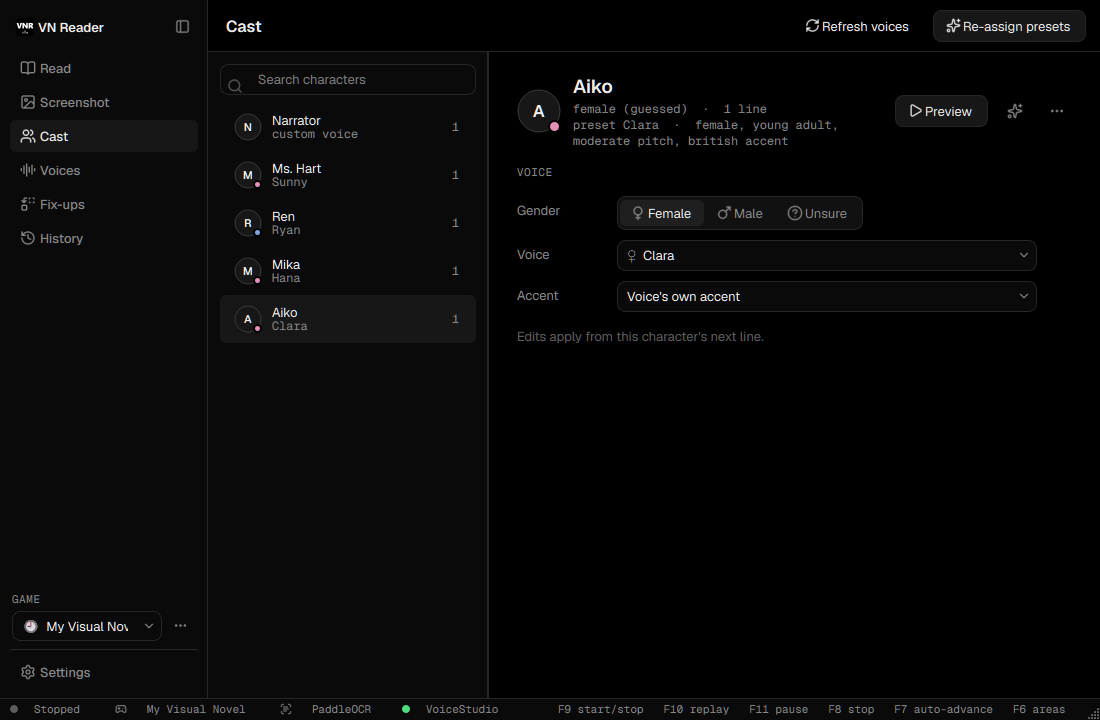 VNR VN Reader
Read
Screenshot
Cast
Voices
Fix-ups
History
GAME
My Visual Nov
Settings
Cast
Refresh voices
Re-assign presets
Search characters
N Narrator 1
custom voice
M Ms. Hart 1
Sunny
R Ren 1
Ryan
M Mika 1
Hana
A Aiko 1
Clara
A
Aiko
female (guessed) · 1 line
preset Clara · female, young adult,
moderate pitch, british accent
Preview
VOICE
Gender Female Male Unsure
Voice Clara
Accent Voice's own accent
Edits apply from this character's next line.
Stopped My Visual Novel PaddleOCR VoiceStudio F9 start/stop F10 replay F11 pause F8 stop F7 auto-advance F6 areas